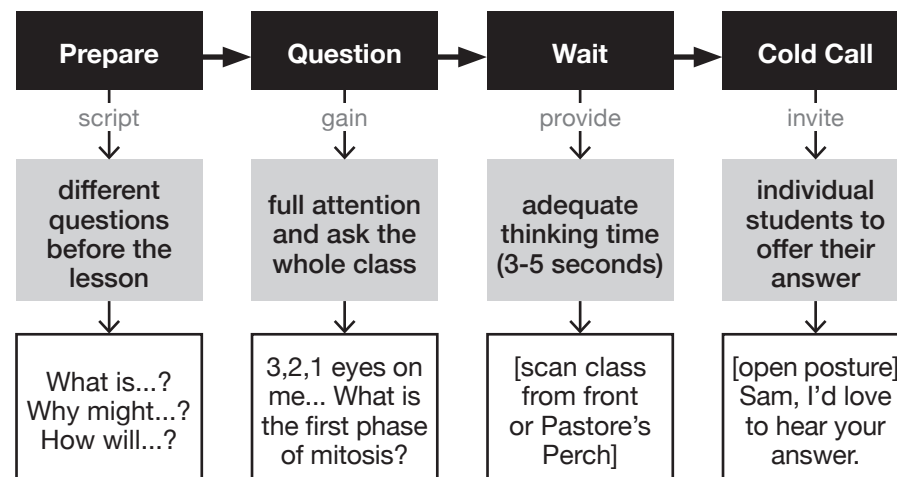 Prepare
Question
Wait
Cold Call
script
gain
provide
invite
different
questions
before the
lesson
full attention
and ask the
whole class
adequate
thinking time
(3-5 seconds)
individual
students to
offer their
answer
What is...?
Why might...?
How will...?
3,2,1 eyes on
me... What is
the first phase
of mitosis?
[scan class
from front
or Pastore's
Perch]
[open posture]
Sam, I'd love
to hear your
answer.